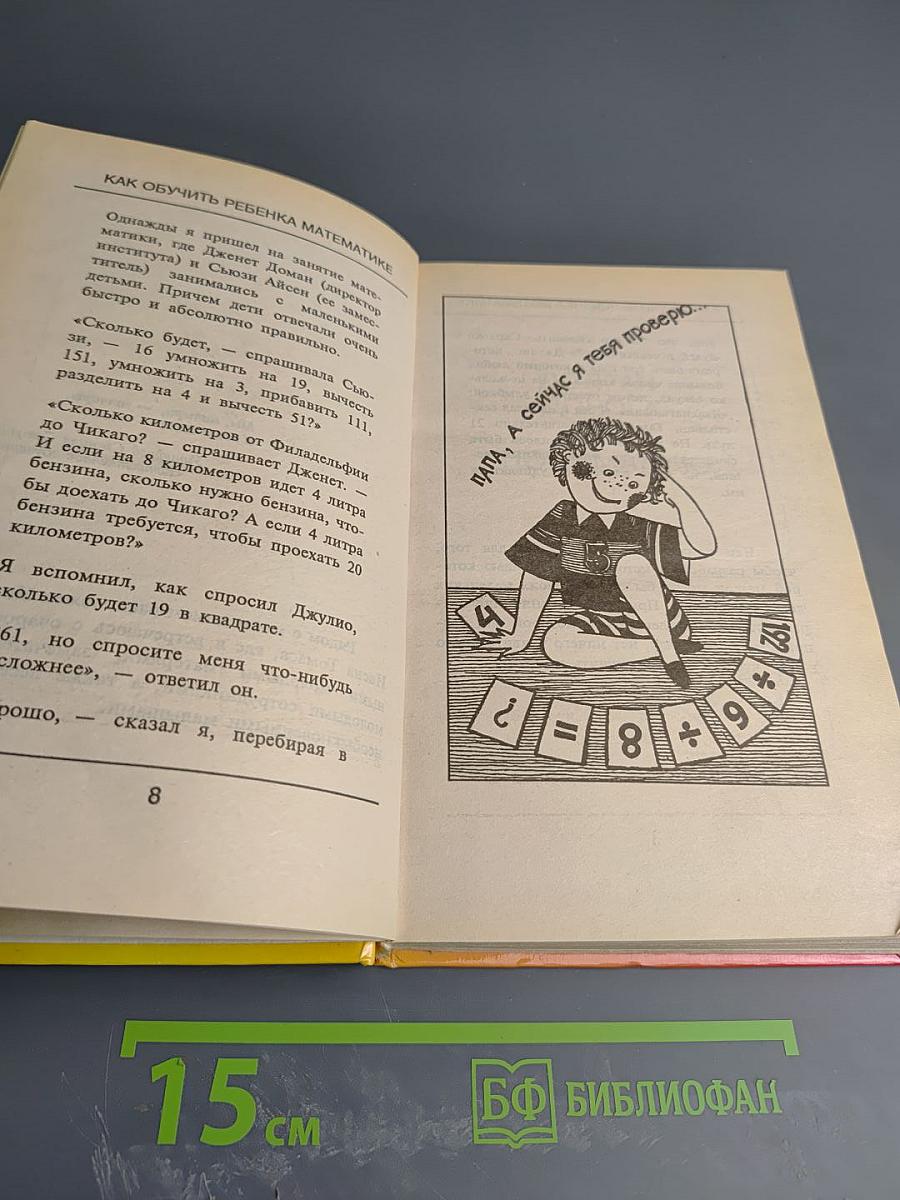 КАК ОБУЧИТЬ РЕБЕНКА МАТЕМАТИКЕ
Однажды я пришел на занятие мате-
матики, где Дженет Доман (директор
института) и Сьюзи Айсен (ее замес-
титель) занимались с маленькими
детьми. Причем дети отвечали очень
быстро и абсолютно правильно.
«Сколько будет, — спрашивала Сью-
зи, — 16 умножить на 19, вычесть
151, умножить на 3, прибавить 111,
разделить на 4 и вычесть 51?»
«Сколько километров от Филадельфии
до Чикаго? — спрашивает Дженет. —
И если на 8 километров идет 4 литра
бензина, сколько нужно бензина, что-
бы доехать до Чикаго? А если 4 литра
бензина требуется, чтобы проехать 20
километров?»
Я вспомнил, как спросил Джулио,
сколько будет 19 в квадрате.
61, но спросите меня что-нибудь
сложнее», — ответил он.
рошо, — сказал я, перебирая в
8
ПАПА, А СЕЙЧАС Я ТЕБЯ ПРОВЕРЮ...
5
4
? = 8 ÷ 6 ÷ 192
15 см
БФ БИБЛИОФАН